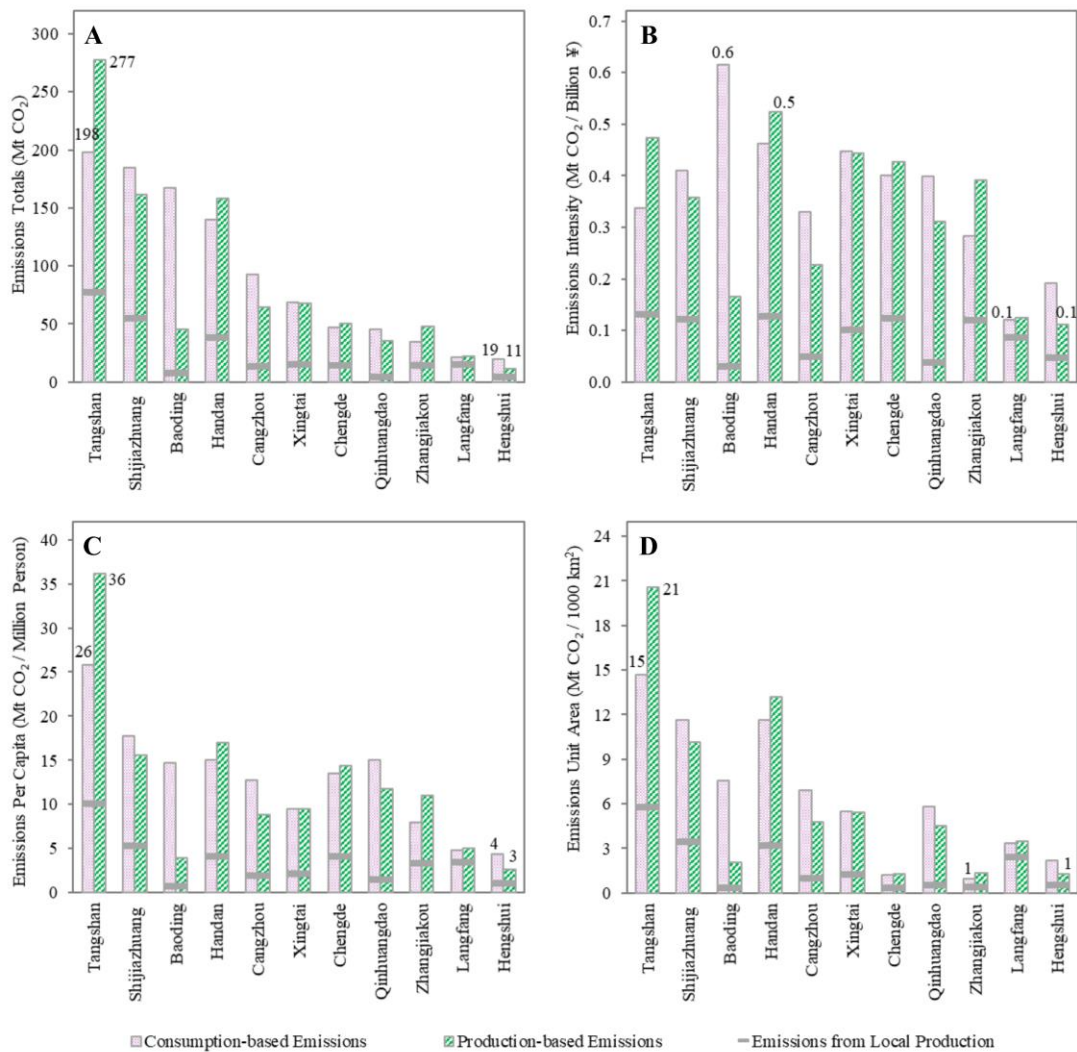 A
Emissions Totals (Mt CO₂)
300
250
200
150
100
50
0
277
198
19
11
Tangshan
Shijiazhuang
Baoding
Handan
Cangzhou
Xingtai
Chengde
Qinhuangdao
Zhangjiakou
Langfang
Hengshui
B
Emissions Intensity (Mt CO₂ / Billion ¥)
0.7
0.6
0.5
0.4
0.3
0.2
0.1
0.0
0.6
0.5
0.1
0.1
Tangshan
Shijiazhuang
Baoding
Handan
Cangzhou
Xingtai
Chengde
Qinhuangdao
Zhangjiakou
Langfang
Hengshui
C
Emissions Per Capita (Mt CO₂ / Million Person)
40
35
30
25
20
15
10
5
0
36
26
4
3
Tangshan
Shijiazhuang
Baoding
Handan
Cangzhou
Xingtai
Chengde
Qinhuangdao
Zhangjiakou
Langfang
Hengshui
D
Emissions Unit Area (Mt CO₂ / 1000 km²)
24
21
18
15
12
9
6
3
0
21
15
1
1
Tangshan
Shijiazhuang
Baoding
Handan
Cangzhou
Xingtai
Chengde
Qinhuangdao
Zhangjiakou
Langfang
Hengshui
Consumption-based Emissions
Production-based Emissions
Emissions from Local Production